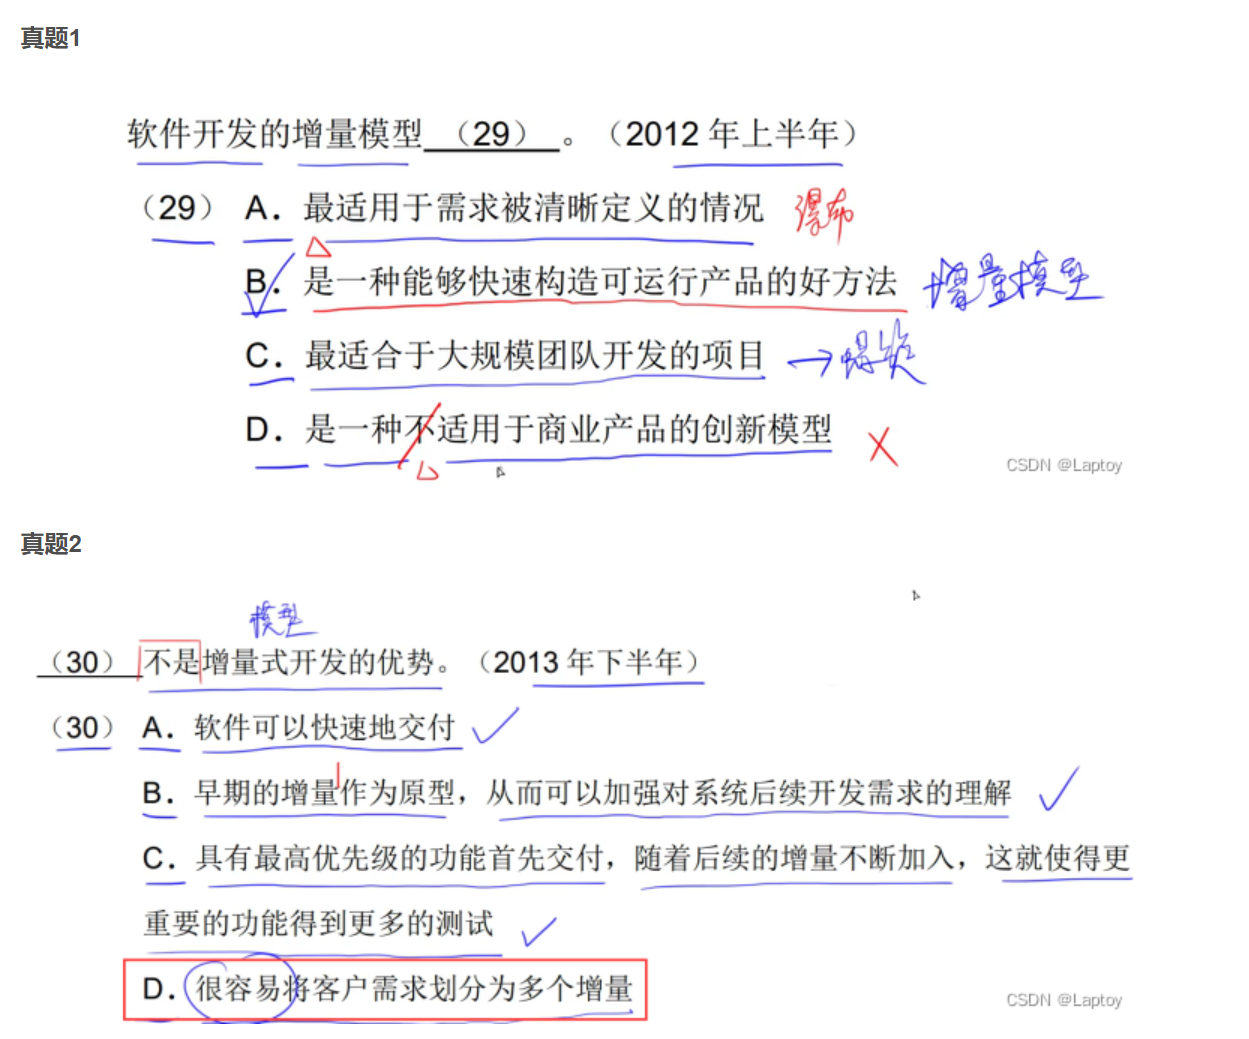 真题1
软件开发的增量模型（29）。（2012 年上半年）
（29） A. 最适用于需求被清晰定义的情况 瀑布
B. 是一种能够快速构造可运行产品的好方法 增量模型
C. 最适合于大规模团队开发的项目 →
D. 是一种不适用于商业产品的创新模型
CSDN @Laptoy
真题2
模型
（30）不是增量式开发的优势。（2013 年下半年）
（30） A. 软件可以快速地交付
B. 早期的增量作为原型，从而可以加强对系统后续开发需求的理解
C. 具有最高优先级的功能首先交付，随着后续的增量不断加入，这就使得更
重要的功能得到更多的测试
D. 很容易将客户需求划分为多个增量
CSDN @Laptoy